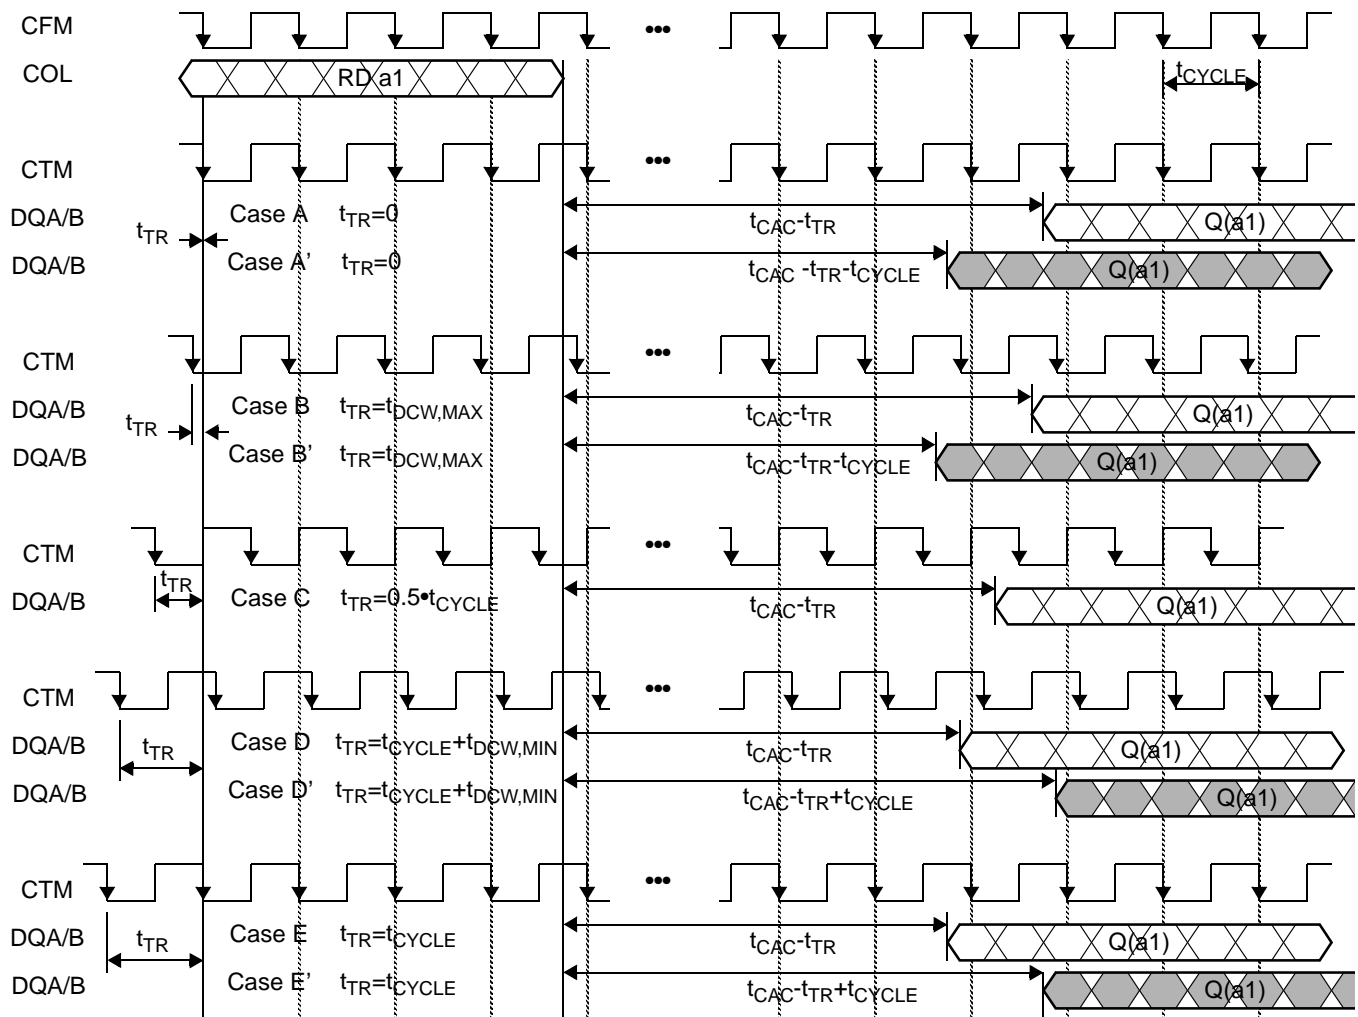 CFM •••
COL RD a1 tCYCLE
CTM •••
DQA/B Case A tTR=0 tCAC-tTR Q(a1)
tTR
DQA/B Case A’ tTR=0 tCAC -tTR-tCYCLE Q(a1)
CTM •••
DQA/B Case B tTR=tDCW,MAX tCAC-tTR Q(a1)
tTR
DQA/B Case B’ tTR=tDCW,MAX tCAC-tTR-tCYCLE Q(a1)
CTM •••
tTR
DQA/B Case C tTR=0.5•tCYCLE tCAC-tTR Q(a1)
CTM •••
DQA/B tTR Case D tTR=tCYCLE+tDCW,MIN tCAC-tTR Q(a1)
DQA/B Case D’ tTR=tCYCLE+tDCW,MIN tCAC-tTR+tCYCLE Q(a1)
CTM •••
DQA/B tTR Case E tTR=tCYCLE tCAC-tTR Q(a1)
DQA/B Case E’ tTR=tCYCLE tCAC-tTR+tCYCLE Q(a1)